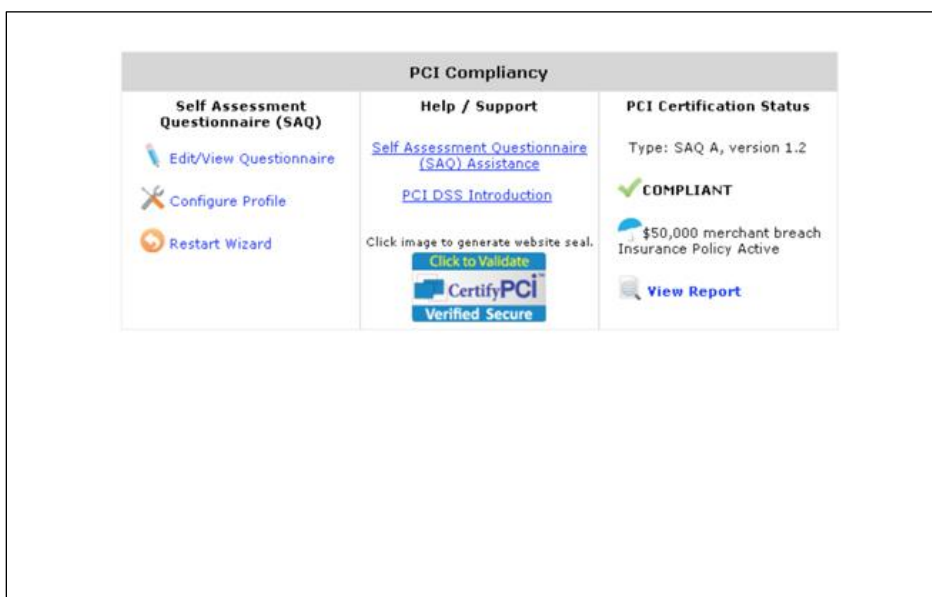 PCI Compliancy
Self Assessment
Questionnaire (SAQ)
Edit/View Questionnaire
Configure Profile
Restart Wizard
Help / Support
Self Assessment Questionnaire
(SAQ) Assistance
PCI DSS Introduction
Click image to generate website seal.
Click to Validate
CertifyPCI™
Verified Secure
PCI Certification Status
Type: SAQ A, version 1.2
COMPLIANT
$50,000 merchant breach
Insurance Policy Active
View Report